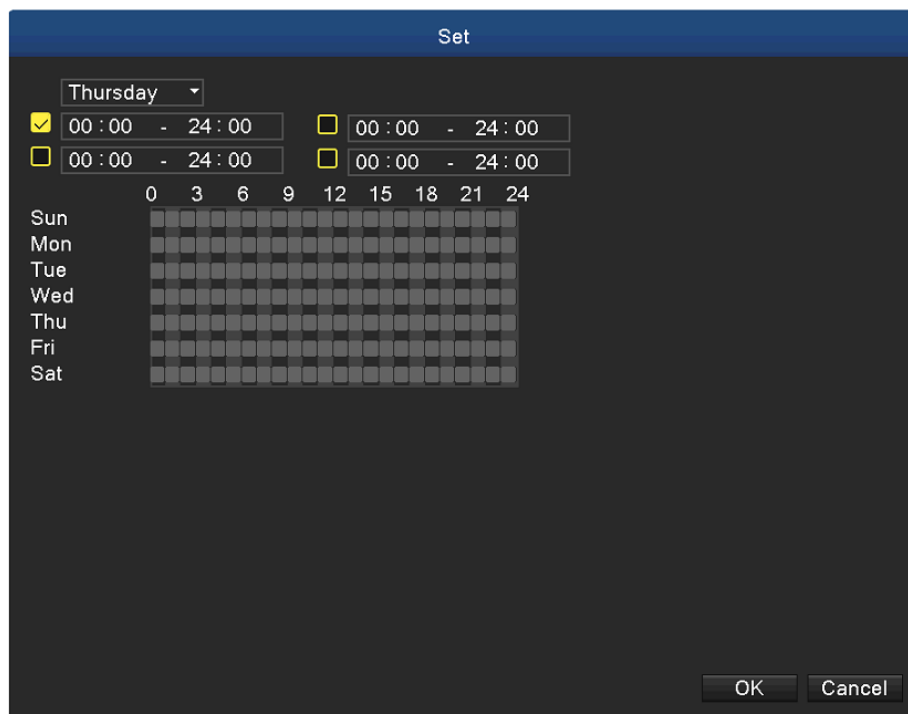 Set
Thursday
00:00 - 24:00 00:00 - 24:00
00:00 - 24:00 00:00 - 24:00
0 3 6 9 12 15 18 21 24
Sun
Mon
Tue
Wed
Thu
Fri
Sat
OK Cancel